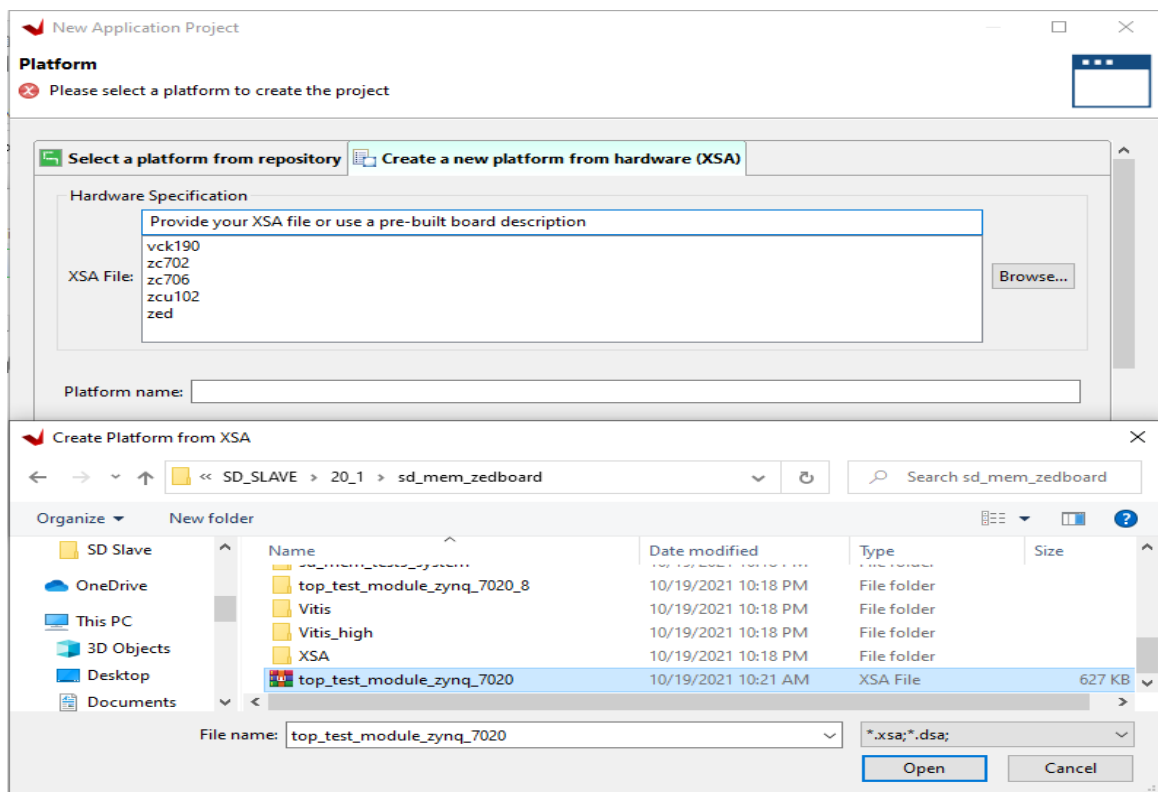 New Application Project
Platform
Please select a platform to create the project
Select a platform from repository Create a new platform from hardware (XSA)
Hardware Specification
Provide your XSA file or use a pre-built board description
vck190
zc702
XSA File: zc706 Browse...
zcu102
zed
Platform name:
Create Platform from XSA
« SD_SLAVE > 20_1 > sd_mem_zedboard Search sd_mem_zedboard
Organize New folder
SD Slave Name Date modified Type Size
OneDrive top_test_module_zynq_7020_8 10/19/2021 10:18 PM File folder
Vitis 10/19/2021 10:18 PM File folder
This PC Vitis_high 10/19/2021 10:18 PM File folder
3D Objects XSA 10/19/2021 10:18 PM File folder
Desktop top_test_module_zynq_7020 10/19/2021 10:21 AM XSA File 627 KB
Documents
File name: top_test_module_zynq_7020 *.xsa;*.dsa;
Open Cancel